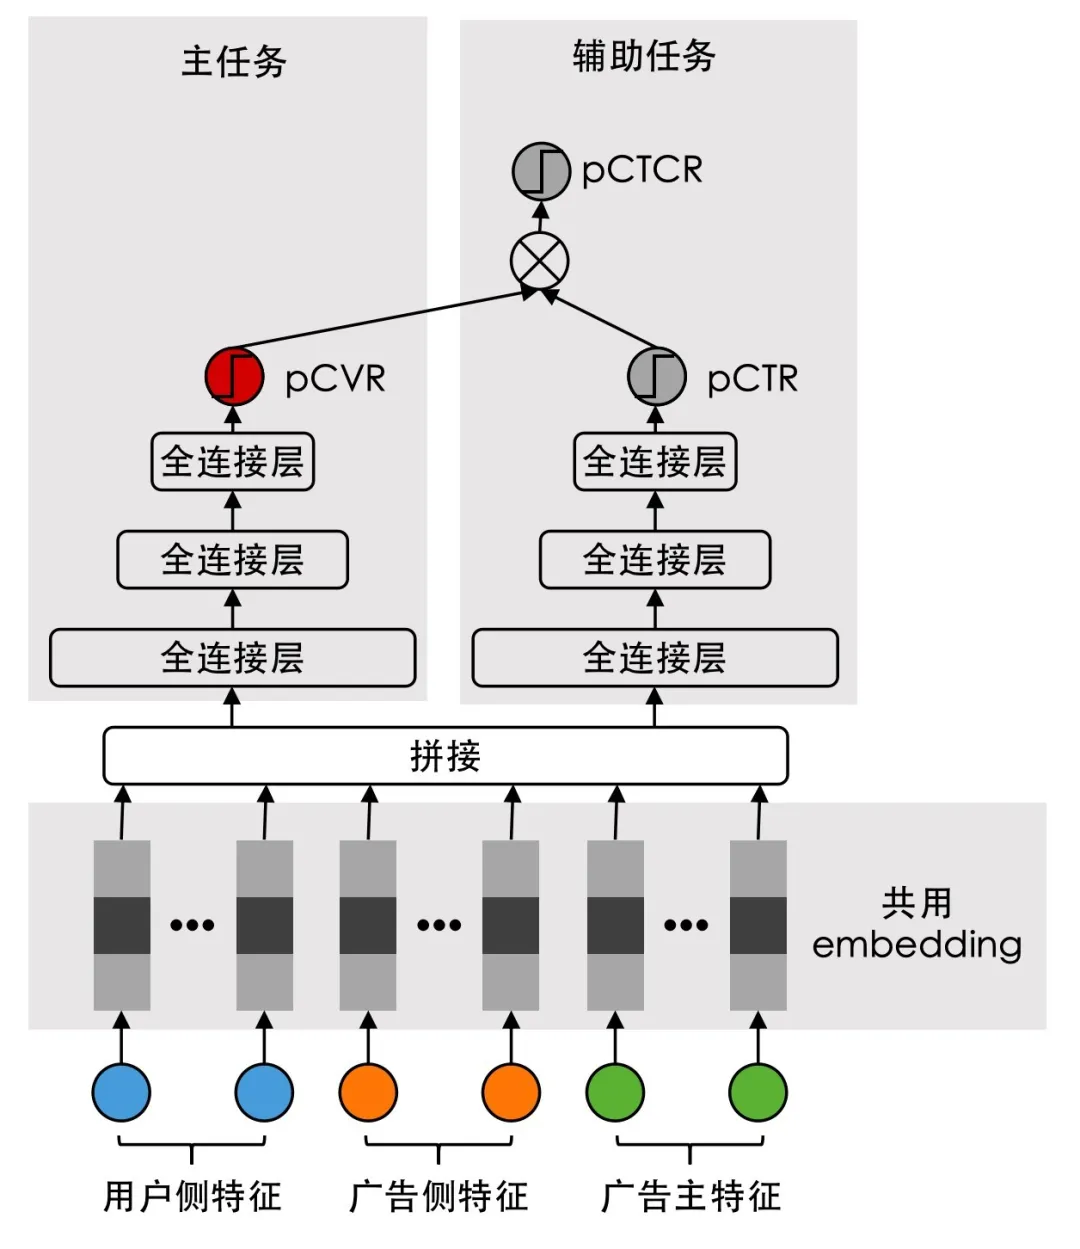 主任务
辅助任务
pCTCR
pCVR
pCTR
全连接层
全连接层
全连接层
全连接层
全连接层
全连接层
拼接
共用
embedding
用户侧特征
广告侧特征
广告主特征